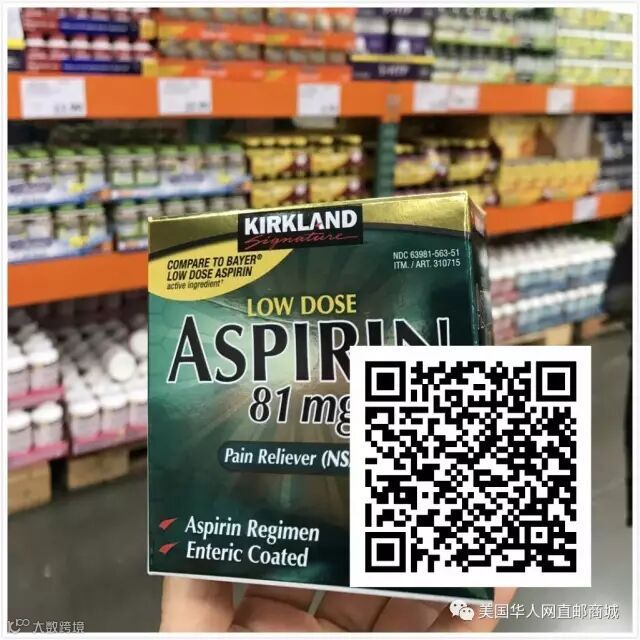 KIRKLAND
Signature
COMPARE TO BAYER®
LOW DOSE ASPIRIN
active ingredient†
NDC 63981-563-51
ITM. / ART. 310715
LOW DOSE
ASPIRIN
81 mg
Pain Reliever (NS
Aspirin Regimen
Enteric Coated
美国华人网直邮商城
大数跨境